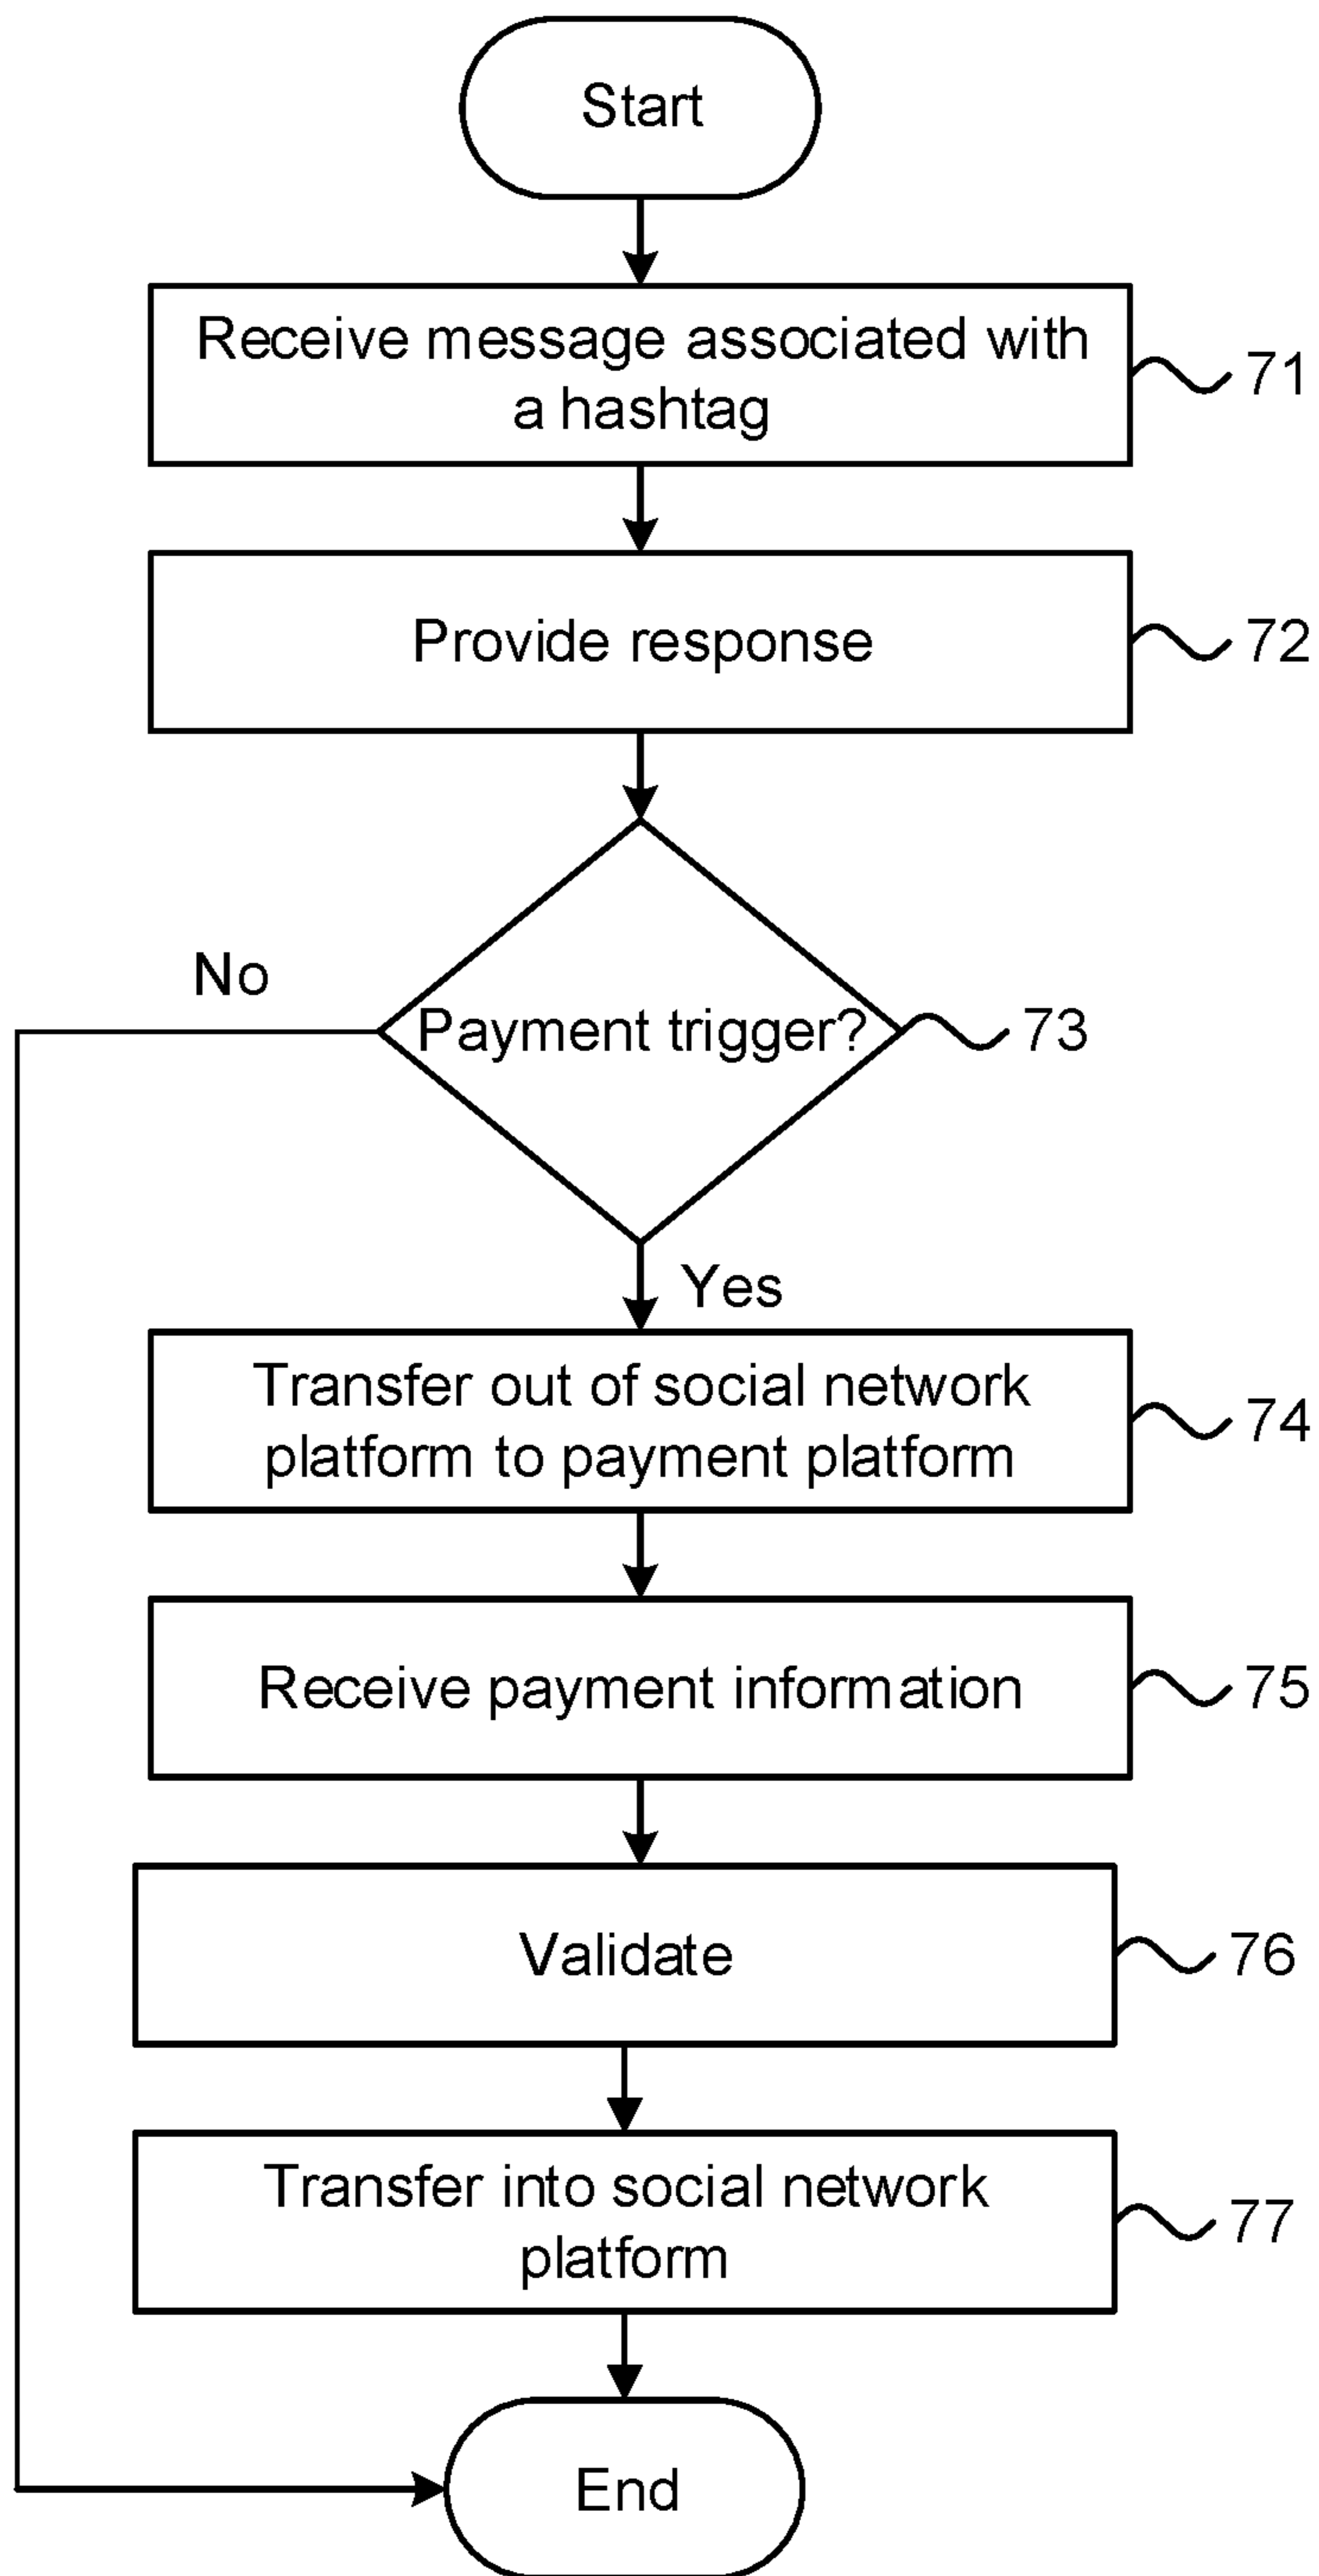 Start
Receive message associated with
a hashtag
71
Provide response
72
No
Payment trigger?
73
Yes
Transfer out of social network
platform to payment platform
74
Receive payment information
75
Validate
76
Transfer into social network
platform
77
End